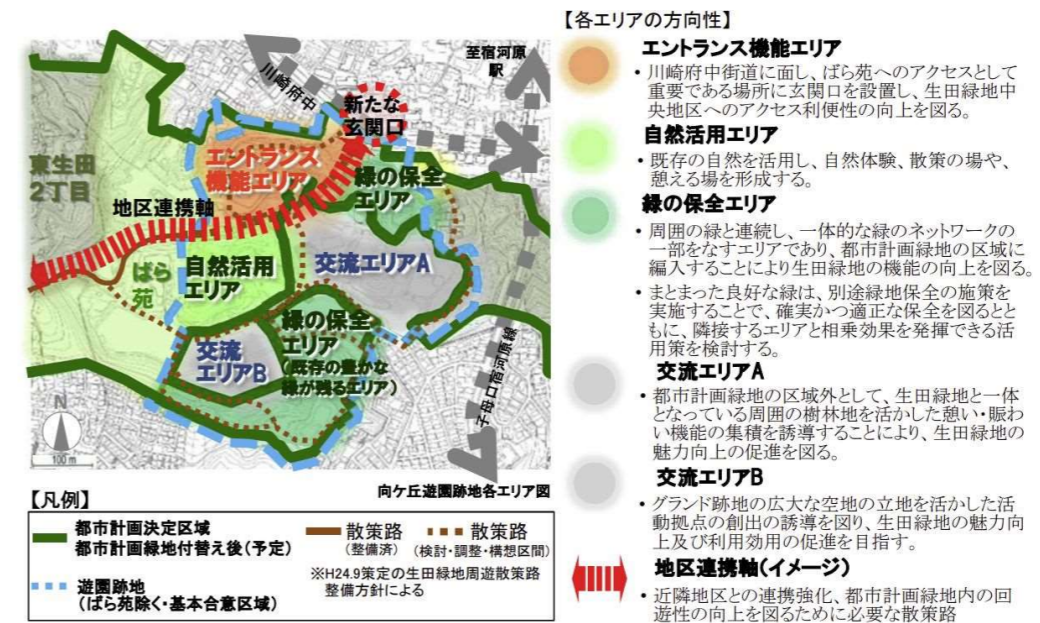 至宿河原
駅
川崎府中
新たな
玄関口
エントランス
機能エリア
緑の保全
エリア
東生田
2丁目
地区連携軸
ばら
苑
自然活用
エリア
交流エリアA
緑の保全
エリア
(既存の豊かな
緑が残るエリア)
交流
エリアB
子母口宿河原線
N
100 m
向ケ丘遊園跡地各エリア図
【凡例】
都市計画決定区域
都市計画緑地付替え後(予定)
遊園跡地
(ばら苑除く・基本合意区域)
散策路
(整備済)
散策路
(検討・調整・構想区間)
※H24.9策定の生田緑地周遊散策路
整備方針による
【各エリアの方向性】
エントランス機能エリア
・川崎府中街道に面し、ばら苑へのアクセスとして
重要である場所に玄関口を設置し、生田緑地中
央地区へのアクセス利便性の向上を図る。
自然活用エリア
・既存の自然を活用し、自然体験、散策の場や、
憩える場を形成する。
緑の保全エリア
・周囲の緑と連続し、一体的な緑のネットワークの
一部をなすエリアであり、都市計画緑地の区域に
編入することにより生田緑地の機能の向上を図る。
・まとまった良好な緑は、別途緑地保全の施策を
実施することで、確実かつ適正な保全を図るとと
もに、隣接するエリアと相乗効果を発揮できる活
用策を検討する。
交流エリアA
・都市計画緑地の区域外として、生田緑地と一体
となっている周囲の樹林地を活かした憩い・賑わ
い機能の集積を誘導することにより、生田緑地の
魅力向上の促進を図る。
交流エリアB
・グランド跡地の広大な空地の立地を活かした活
動拠点の創出の誘導を図り、生田緑地の魅力向
上及び利用効用の促進を目指す。
地区連携軸(イメージ)
・近隣地区との連携強化、都市計画緑地内の回
遊性の向上を図るために必要な散策路